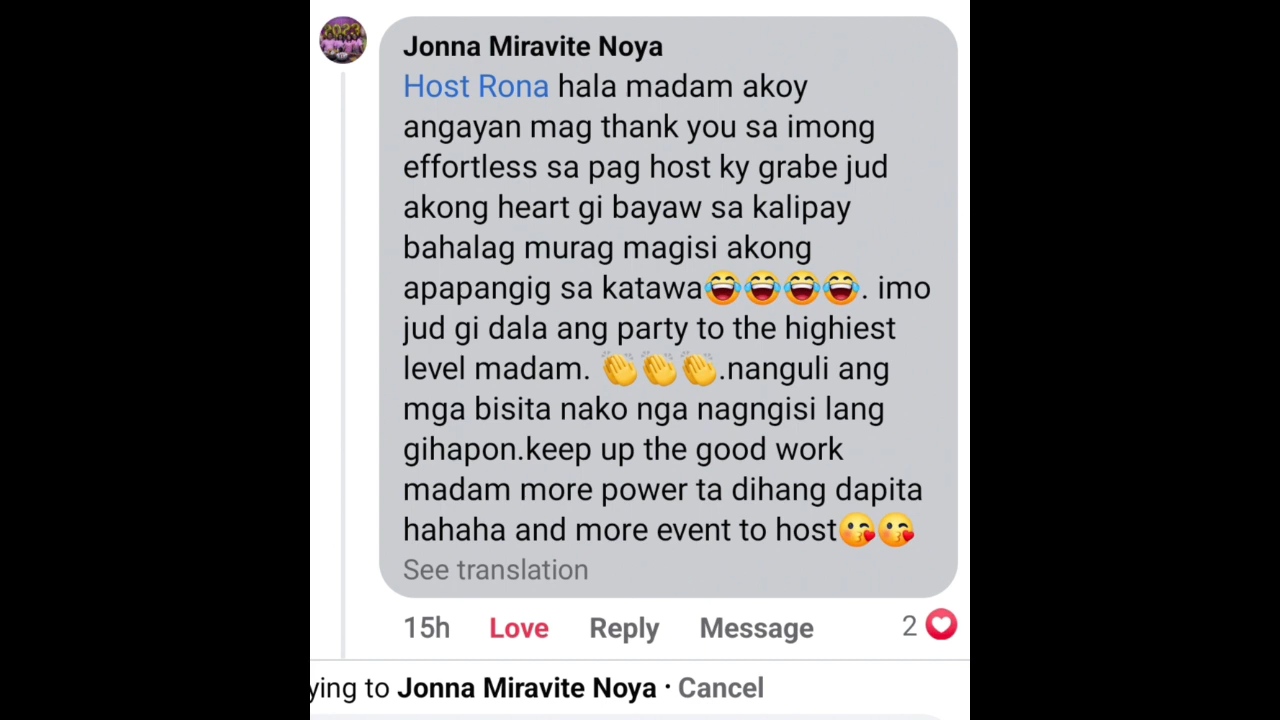 Jonna Miravite Noya
Host Rona hala madam akoy
angayan mag thank you sa imong
effortless sa pag host ky grabe jud
akong heart gi bayaw sa kalipay
bahalag murag magisi akong
apapangig sa katawa😂😂😂😂. imo
jud gi dala ang party to the highiest
level madam. 👏👏👏.nanguli ang
mga bisita nako nga nagngisi lang
gihapon.keep up the good work
madam more power ta dihang dapita
hahaha and more event to host😘😘
See translation
15h Love Reply Message 2
ying to Jonna Miravite Noya · Cancel